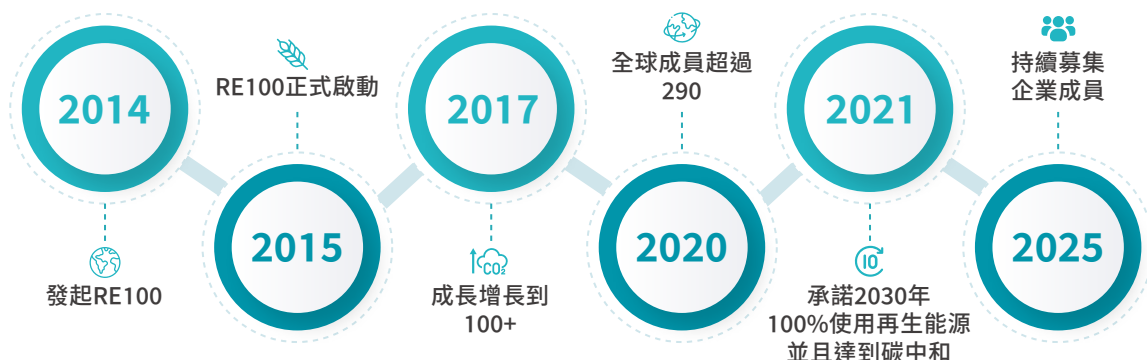 2014
發起RE100
RE100正式啟動
2015
2017
成長增長到
100+
全球成員超過
290
2020
2021
承諾2030年
100%使用再生能源
並且達到碳中和
持續募集
企業成員
2025
CO₂
10